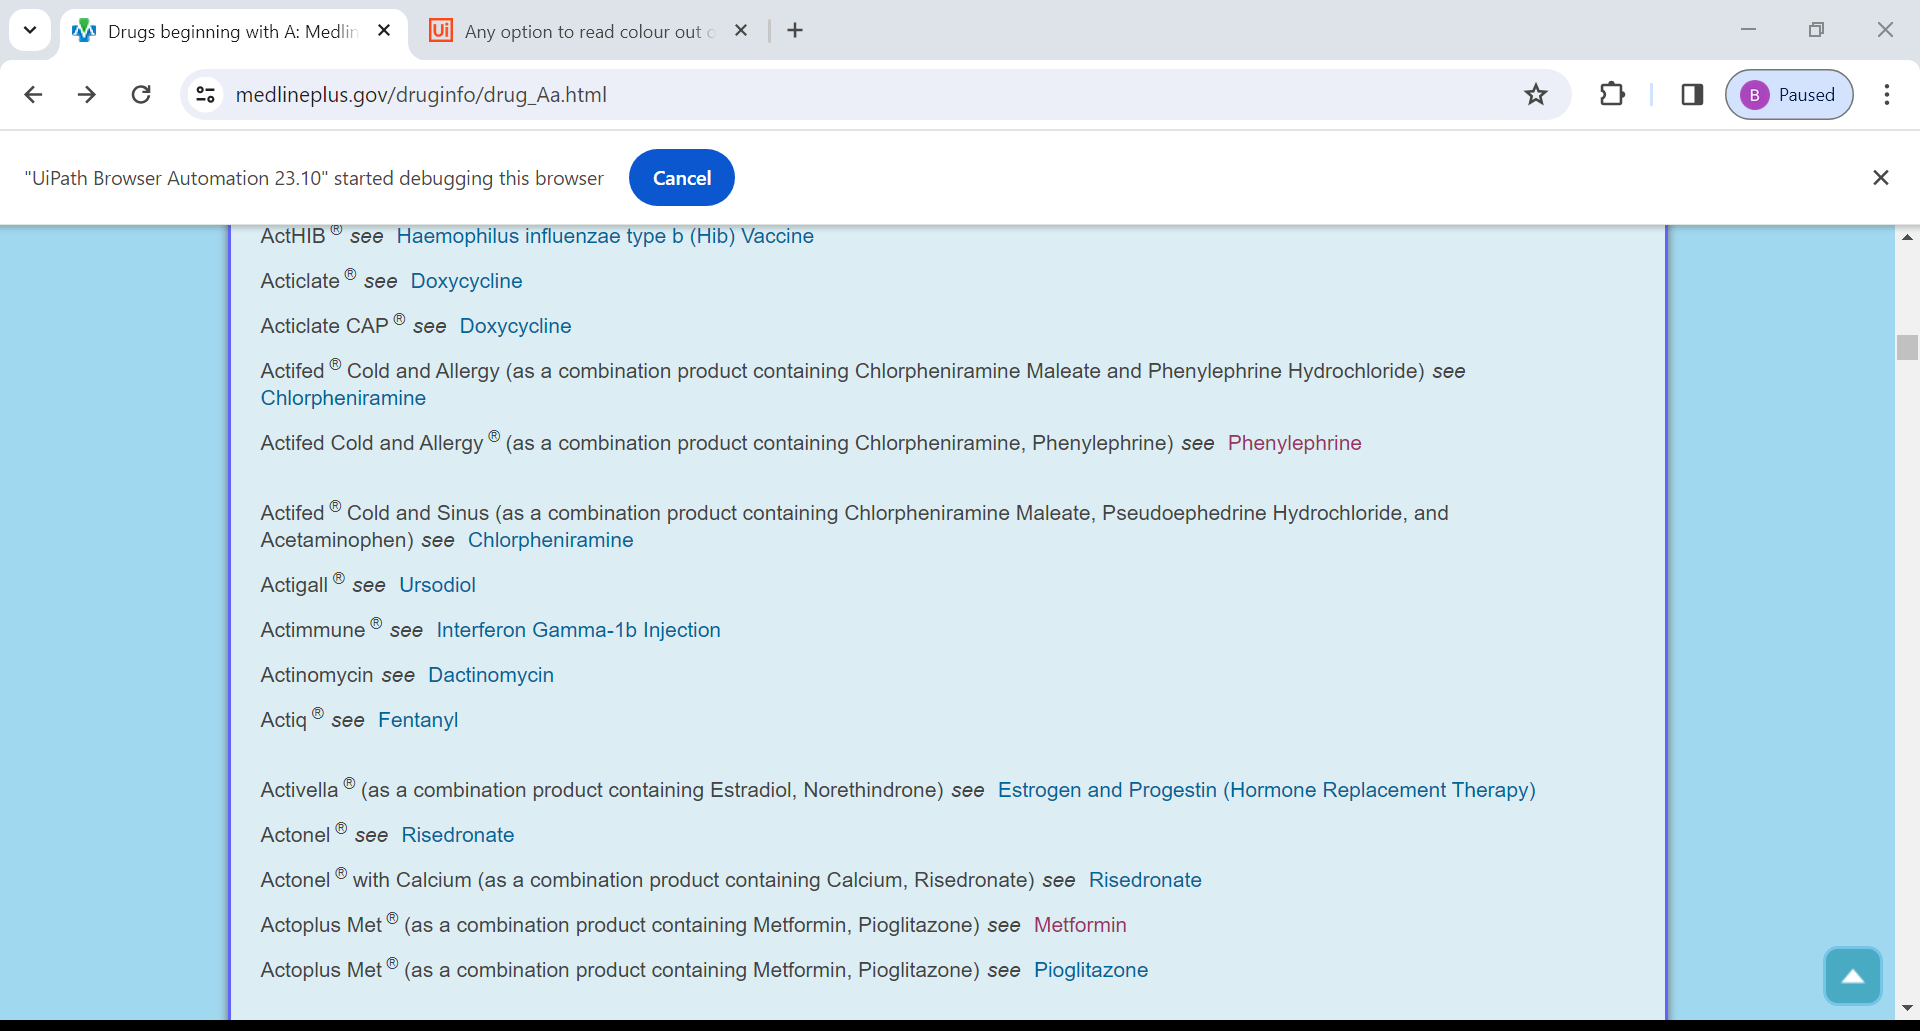 Drugs beginning with A: Medlin
Any option to read colour out o
medlineplus.gov/druginfo/drug_Aa.html
B Paused
"UiPath Browser Automation 23.10" started debugging this browser Cancel
ActHIB ® see Haemophilus influenzae type b (Hib) Vaccine
Acticlate ® see Doxycycline
Acticlate CAP ® see Doxycycline
Actifed ® Cold and Allergy (as a combination product containing Chlorpheniramine Maleate and Phenylephrine Hydrochloride) see
Chlorpheniramine
Actifed Cold and Allergy ® (as a combination product containing Chlorpheniramine, Phenylephrine) see Phenylephrine
Actifed ® Cold and Sinus (as a combination product containing Chlorpheniramine Maleate, Pseudoephedrine Hydrochloride, and
Acetaminophen) see Chlorpheniramine
Actigall ® see Ursodiol
Actimmune ® see Interferon Gamma-1b Injection
Actinomycin see Dactinomycin
Actiq ® see Fentanyl
Activella ® (as a combination product containing Estradiol, Norethindrone) see Estrogen and Progestin (Hormone Replacement Therapy)
Actonel ® see Risedronate
Actonel ® with Calcium (as a combination product containing Calcium, Risedronate) see Risedronate
Actoplus Met ® (as a combination product containing Metformin, Pioglitazone) see Metformin
Actoplus Met ® (as a combination product containing Metformin, Pioglitazone) see Pioglitazone